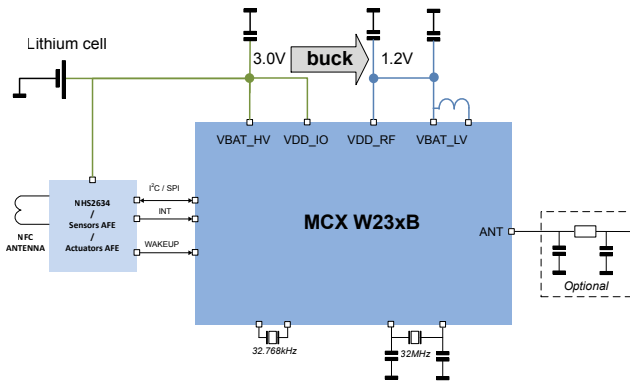 Lithium cell
3.0V
buck
1.2V
VBAT_HV
VDD_IO
VDD_RF
VBAT_LV
NHS2634
/
Sensors AFE
/
Actuators AFE
NFC
ANTENNA
I²C / SPI
INT
WAKEUP
MCX W23xB
ANT
Optional
32.768kHz
32MHz